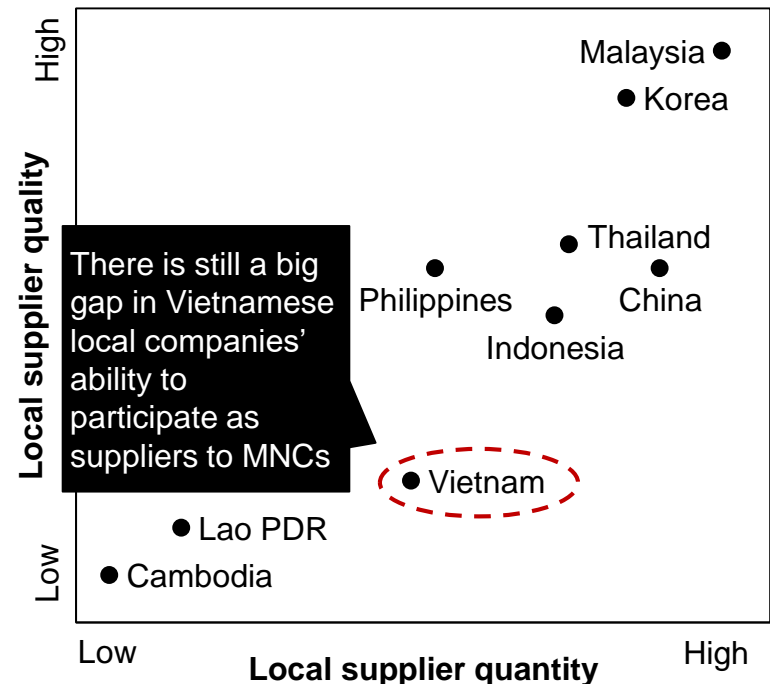 High
Malaysia
Korea
Local supplier quality
There is still a big
gap in Vietnamese
local companies’
ability to
participate as
suppliers to MNCs
Thailand
Philippines
China
Indonesia
Vietnam
Lao PDR
Cambodia
Low
Low
Local supplier quantity
High